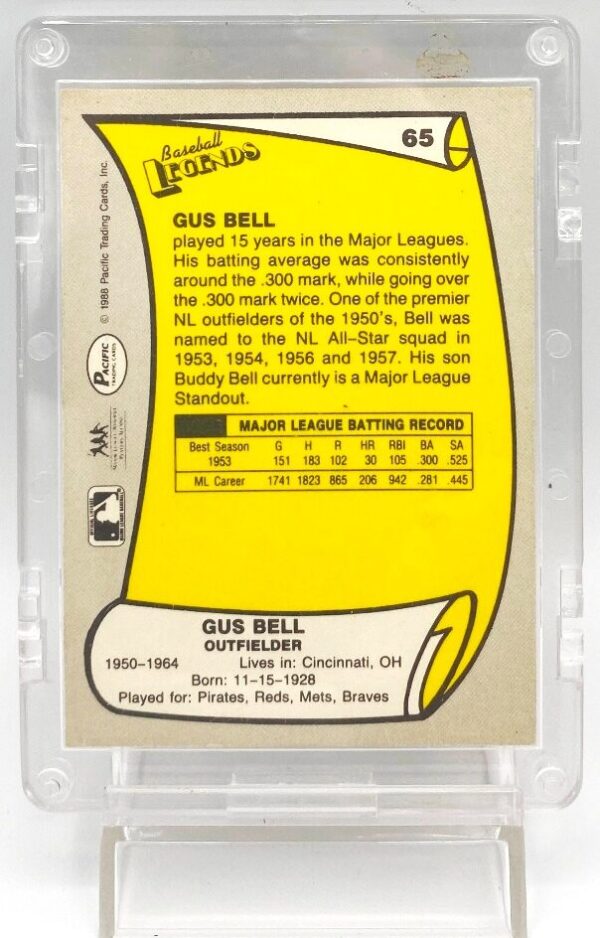 65
Baseball
LEGENDS
GUS BELL
played 15 years in the Major Leagues.
His batting average was consistently
around the .300 mark, while going over
the .300 mark twice. One of the premier
NL outfielders of the 1950's, Bell was
named to the NL All-Star squad in
1953, 1954, 1956 and 1957. His son
Buddy Bell currently is a Major League
Standout.
MAJOR LEAGUE BATTING RECORD
Best Season G H R HR RBI BA SA
1953 151 183 102 30 105 .300 .525
ML Career 1741 1823 865 206 942 .281 .445
GUS BELL
OUTFIELDER
1950-1964 Lives in: Cincinnati, OH
Born: 11-15-1928
Played for: Pirates, Reds, Mets, Braves
© 1988 Pacific Trading Cards, Inc.
PACIFIC
TRADING CARDS